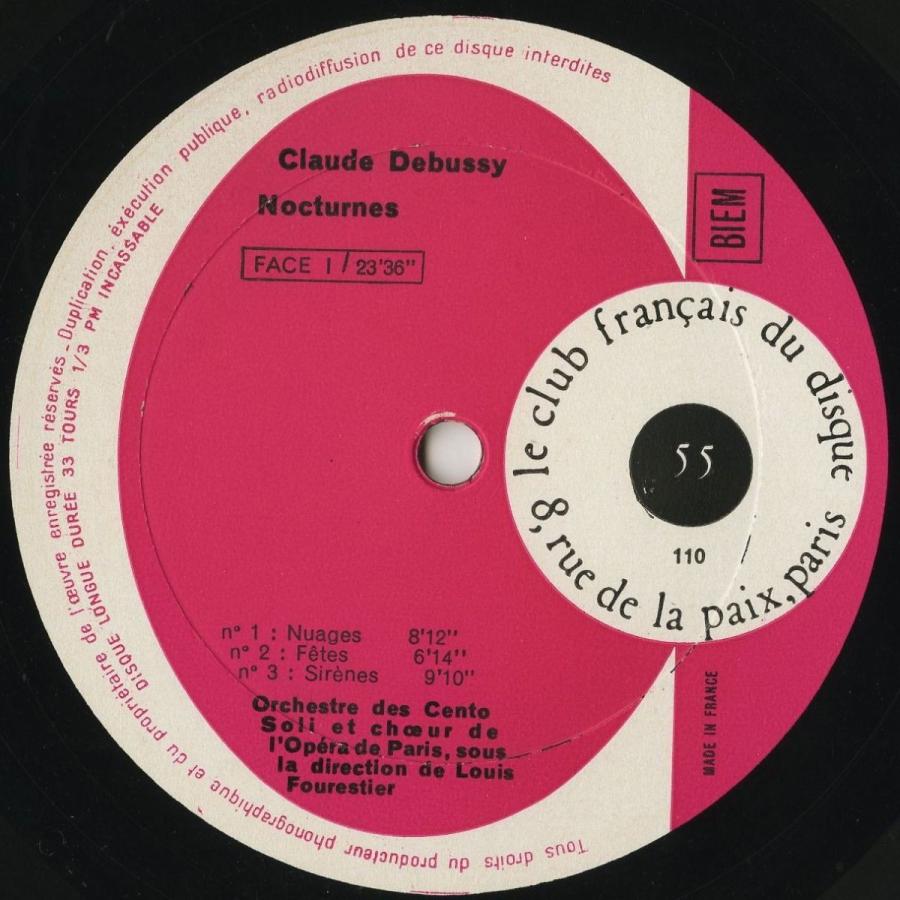 Tous droits du producteur phonographique et du propriétaire de l'œuvre enregistrée réservés - Duplication, éxécution publique, radiodiffusion de ce disque interdites
DISQUE LONGUE DURÉE 33 TOURS 1/3 PM INCASSABLE
Claude Debussy
Nocturnes
FACE I / 23'36"
BIEM
le club français du disque
8, rue de la paix, paris
55
110
n° 1 : Nuages 8'12"
n° 2 : Fêtes 6'14"
n° 3 : Sirènes 9'10"
Orchestre des Cento
Soli et chœur de
l'Opéra de Paris, sous
la direction de Louis
Fourestier
MADE IN FRANCE